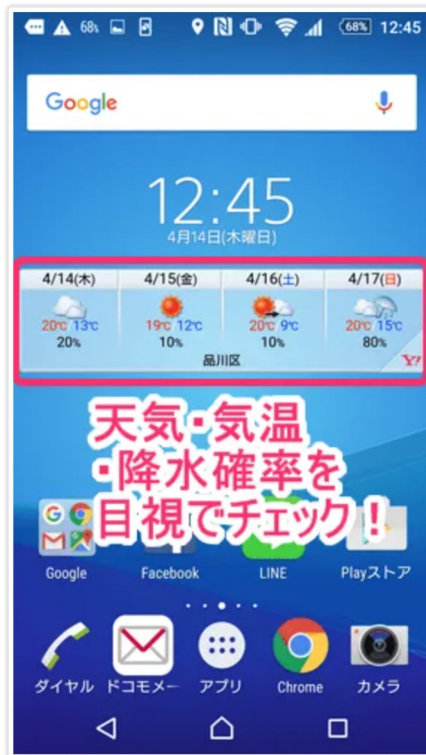 68% 68% 12:45
Google
12:45
4月14日(木曜日)
4/14(木) 4/15(金) 4/16(土) 4/17(日)
20℃ 13℃ 19℃ 12℃ 20℃ 9℃ 20℃ 15℃
20% 10% 10% 80%
品川区
Y!
天気・気温
・降水確率を
目視でチェック!
Google Facebook LINE Playストア
ダイヤル ドコモメー アプリ Chrome カメラ